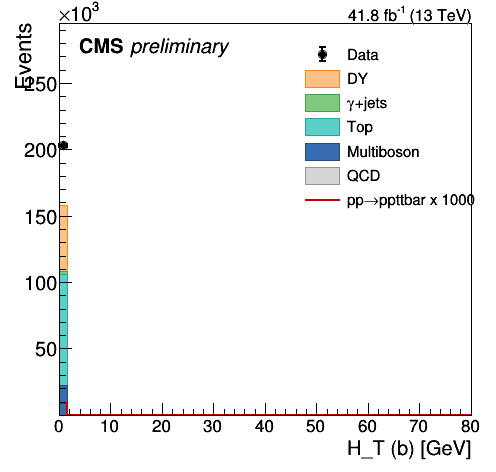 ×10³
41.8 fb⁻¹ (13 TeV)
CMS preliminary
Events
Data
DY
γ+jets
Top
Multiboson
QCD
pp→ppttbar x 1000
250
200
150
100
50
0 10 20 30 40 50 60 70 80
H_T (b) [GeV]